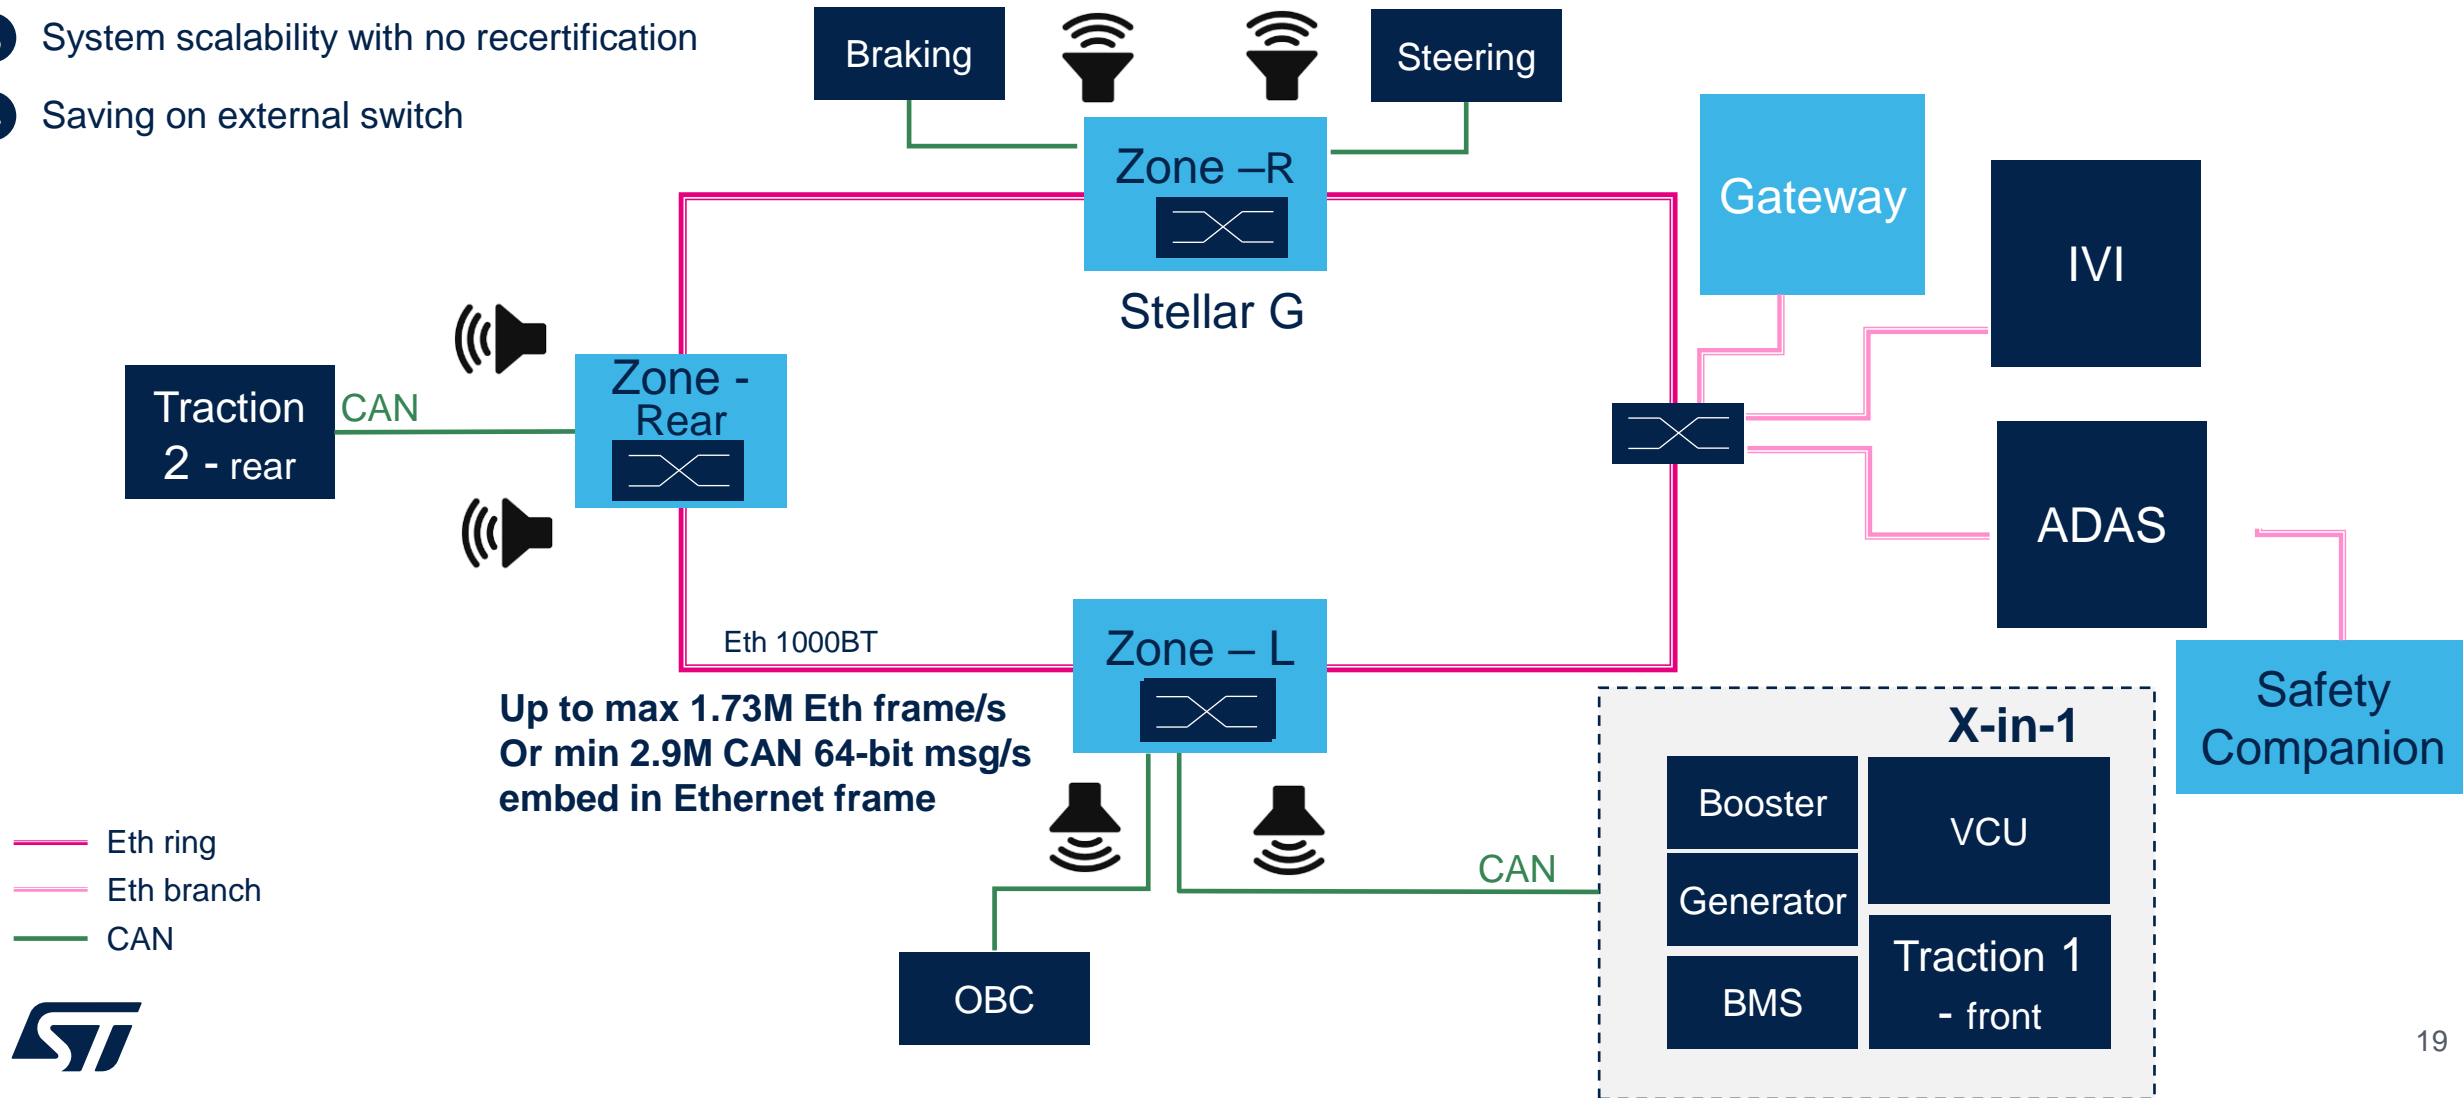 System scalability with no recertification
Saving on external switch
Braking
Steering
Zone –R
Stellar G
Gateway
IVI
Traction
2 - rear
CAN
Zone -
Rear
ADAS
Eth 1000BT
Zone – L
Safety
Companion
Up to max 1.73M Eth frame/s
Or min 2.9M CAN 64-bit msg/s
embed in Ethernet frame
X-in-1
Booster
VCU
Generator
CAN
BMS
Traction 1
- front
OBC
Eth ring
Eth branch
CAN
ST
19